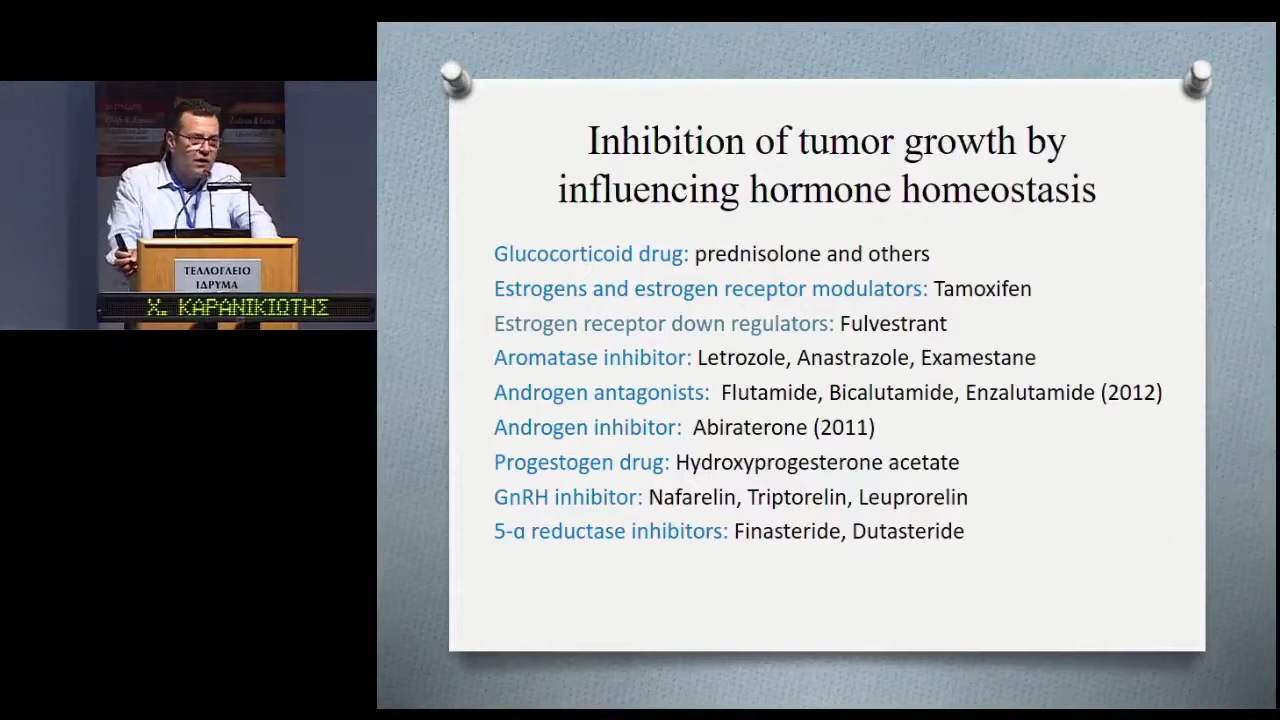 ΤΕΛΛΟΓΛΕΙΟ
ΙΔΡΥΜΑ
Χ. ΚΑΡΑΝΙΚΙΩΤΗΣ
Inhibition of tumor growth by
influencing hormone homeostasis
Glucocorticoid drug: prednisolone and others
Estrogens and estrogen receptor modulators: Tamoxifen
Estrogen receptor down regulators: Fulvestrant
Aromatase inhibitor: Letrozole, Anastrazole, Examestane
Androgen antagonists: Flutamide, Bicalutamide, Enzalutamide (2012)
Androgen inhibitor: Abiraterone (2011)
Progestogen drug: Hydroxyprogesterone acetate
GnRH inhibitor: Nafarelin, Triptorelin, Leuprorelin
5-α reductase inhibitors: Finasteride, Dutasteride